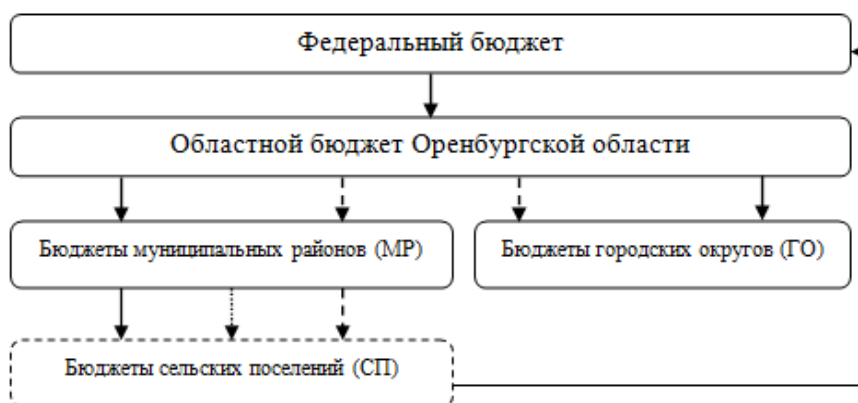 Федеральный бюджет
Областной бюджет Оренбургской области
Бюджеты муниципальных районов (МР)
Бюджеты городских округов (ГО)
Бюджеты сельских поселений (СП)